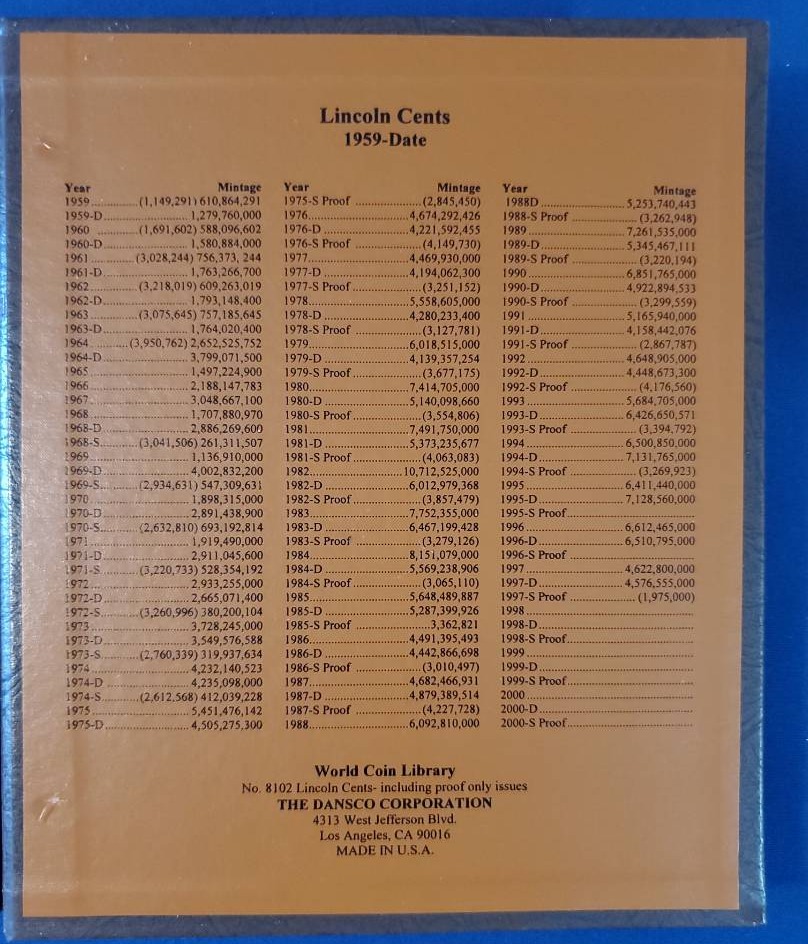 Lincoln Cents
1959-Date
Year Mintage
1959 (1,149,291) 610,864,291
1959-D 1,279,760,000
1960 (1,691,602) 588,096,602
1960-D 1,580,884,000
1961 (3,028,244) 756,373, 244
1961-D 1,763,266,700
1962 (3,218,019) 609,263,019
1962-D 1,793,148,400
1963 (3,075,645) 757,185,645
1963-D 1,764,020,400
1964 (3,950,762) 2,652,525,752
1964-D 3,799,071,500
1965 1,497,224,900
1966 2,188,147,783
1967 3,048,667,100
1968 1,707,880,970
1968-D 2,886,269,600
1968-S (3,041,506) 261,311,507
1969 1,136,910,000
1969-D 4,002,832,200
1969-S (2,934,631) 547,309,631
1970 1,898,315,000
1970-D 2,891,438,900
1970-S (2,632,810) 693,192,814
1971 1,919,490,000
1971-D 2,911,045,600
1971-S (3,220,733) 528,354,192
1972 2,933,255,000
1972-D 2,665,071,400
1972-S (3,260,996) 380,200,104
1973 3,728,245,000
1973-D 3,549,576,588
1973-S (2,760,339) 319,937,634
1974 4,232,140,523
1974-D 4,235,098,000
1974-S (2,612,568) 412,039,228
1975 5,451,476,142
1975-D 4,505,275,300
Year Mintage
1975-S Proof (2,845,450)
1976 4,674,292,426
1976-D 4,221,592,455
1976-S Proof (4,149,730)
1977 4,469,930,000
1977-D 4,194,062,300
1977-S Proof (3,251,152)
1978 5,558,605,000
1978-D 4,280,233,400
1978-S Proof (3,127,781)
1979 6,018,515,000
1979-D 4,139,357,254
1979-S Proof (3,677,175)
1980 7,414,705,000
1980-D 5,140,098,660
1980-S Proof (3,554,806)
1981 7,491,750,000
1981-D 5,373,235,677
1981-S Proof (4,063,083)
1982 10,712,525,000
1982-D 6,012,979,368
1982-S Proof (3,857,479)
1983 7,752,355,000
1983-D 6,467,199,428
1983-S Proof (3,279,126)
1984 8,151,079,000
1984-D 5,569,238,906
1984-S Proof (3,065,110)
1985 5,648,489,887
1985-D 5,287,399,926
1985-S Proof 3,362,821
1986 4,491,395,493
1986-D 4,442,866,698
1986-S Proof (3,010,497)
1987 4,682,466,931
1987-D 4,879,389,514
1987-S Proof (4,227,728)
1988 6,092,810,000
Year Mintage
1988D 5,253,740,443
1988-S Proof (3,262,948)
1989 7,261,535,000
1989-D 5,345,467,111
1989-S Proof (3,220,194)
1990 6,851,765,000
1990-D 4,922,894,533
1990-S Proof (3,299,559)
1991 5,165,940,000
1991-D 4,158,442,076
1991-S Proof (2,867,787)
1992 4,648,905,000
1992-D 4,448,673,300
1992-S Proof (4,176,560)
1993 5,684,705,000
1993-D 6,426,650,571
1993-S Proof (3,394,792)
1994 6,500,850,000
1994-D 7,131,765,000
1994-S Proof (3,269,923)
1995 6,411,440,000
1995-D 7,128,560,000
1995-S Proof
1996 6,612,465,000
1996-D 6,510,795,000
1996-S Proof
1997 4,622,800,000
1997-D 4,576,555,000
1997-S Proof (1,975,000)
1998
1998-D
1998-S Proof
1999
1999-D
1999-S Proof
2000
2000-D
2000-S Proof
World Coin Library
No. 8102 Lincoln Cents- including proof only issues
THE DANSCO CORPORATION
4313 West Jefferson Blvd.
Los Angeles, CA 90016
MADE IN U.S.A.